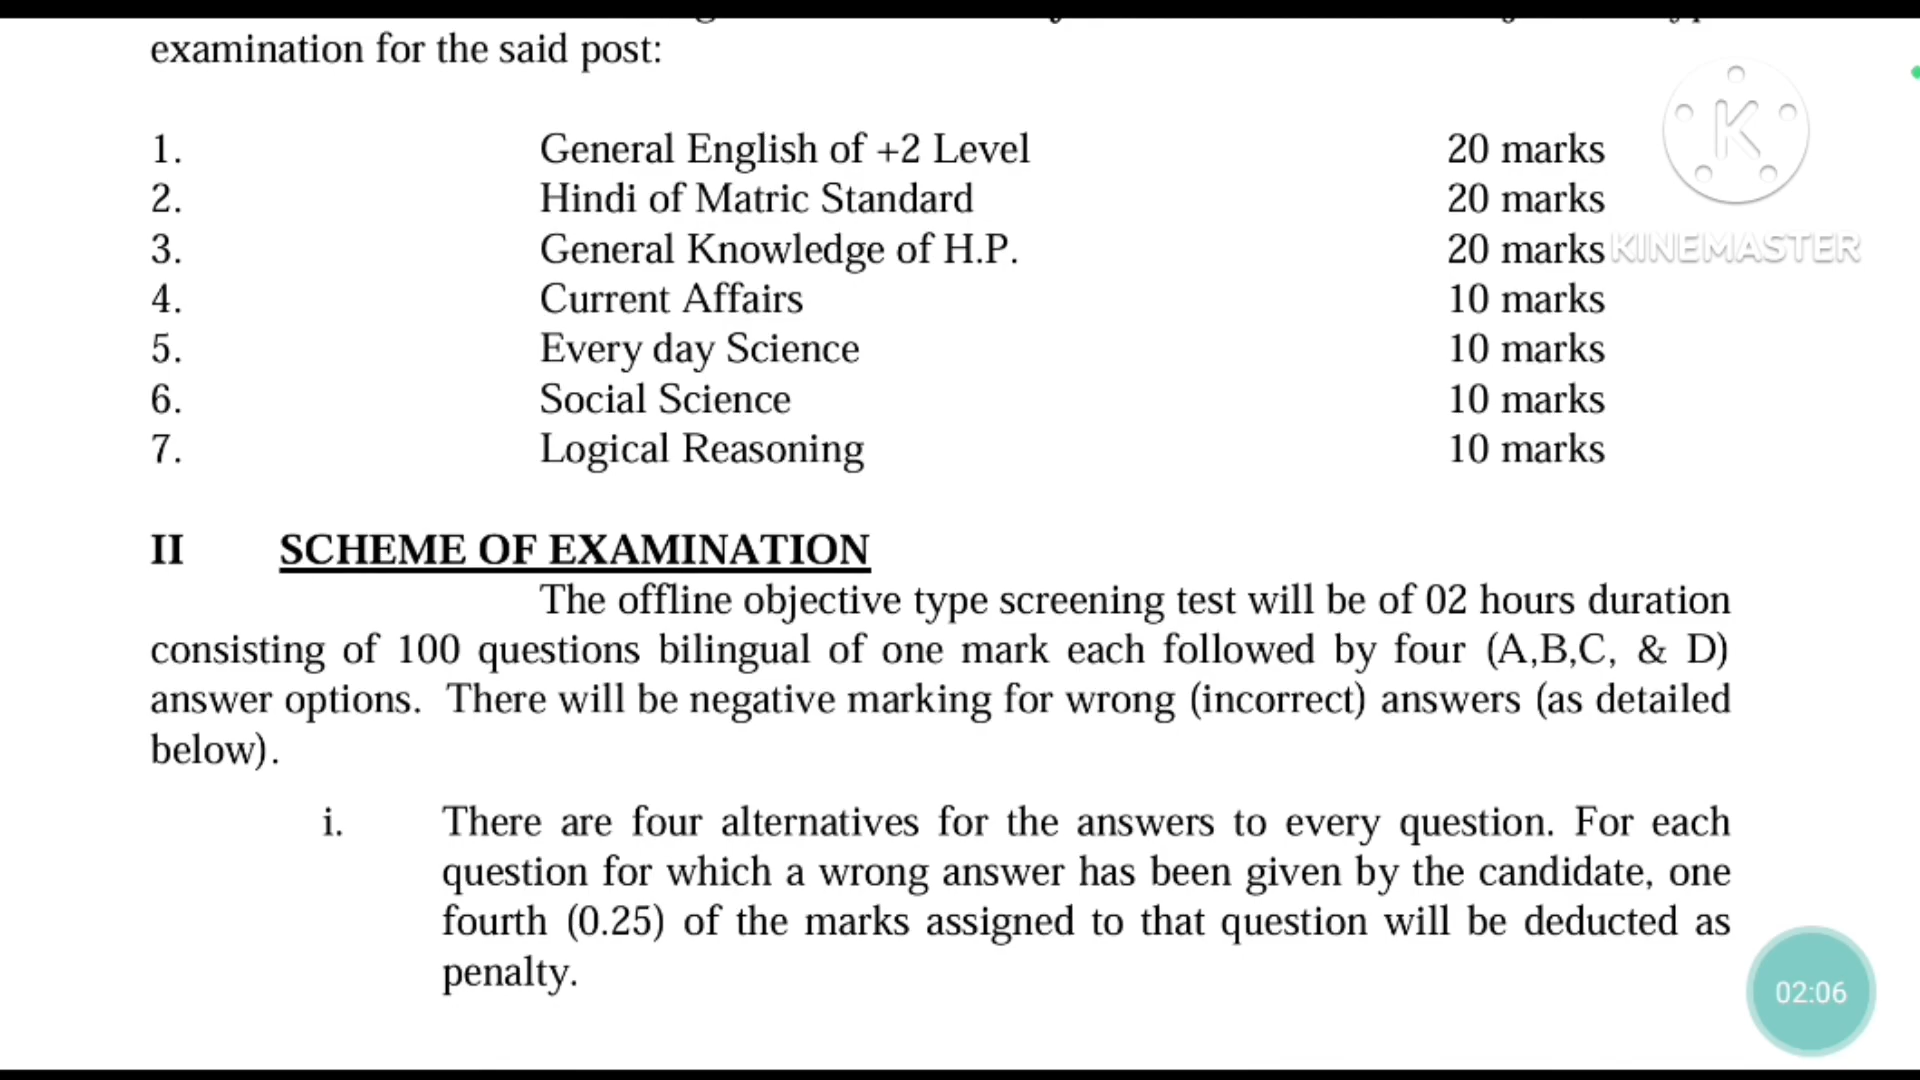 examination for the said post:
1. General English of +2 Level 20 marks
2. Hindi of Matric Standard 20 marks
3. General Knowledge of H.P. 20 marks
4. Current Affairs 10 marks
5. Every day Science 10 marks
6. Social Science 10 marks
7. Logical Reasoning 10 marks
K
KINEMASTER
II SCHEME OF EXAMINATION
The offline objective type screening test will be of 02 hours duration
consisting of 100 questions bilingual of one mark each followed by four (A,B,C, & D)
answer options. There will be negative marking for wrong (incorrect) answers (as detailed
below).
i. There are four alternatives for the answers to every question. For each
question for which a wrong answer has been given by the candidate, one
fourth (0.25) of the marks assigned to that question will be deducted as
penalty.
02:06